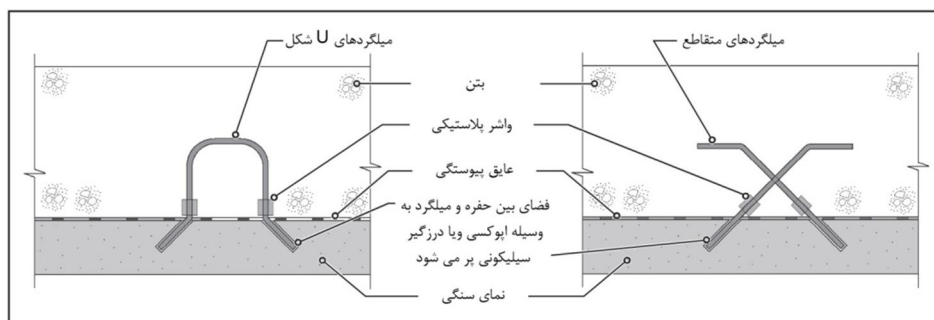 میلگردهای U شکل
میلگردهای متقاطع
بتن
واشر پلاستیکی
عایق پیوستگی
فضای بین حفره و میلگرد به
وسیله اپوکسی ویا درزگیر
سیلیکونی پر می شود
نمای سنگی